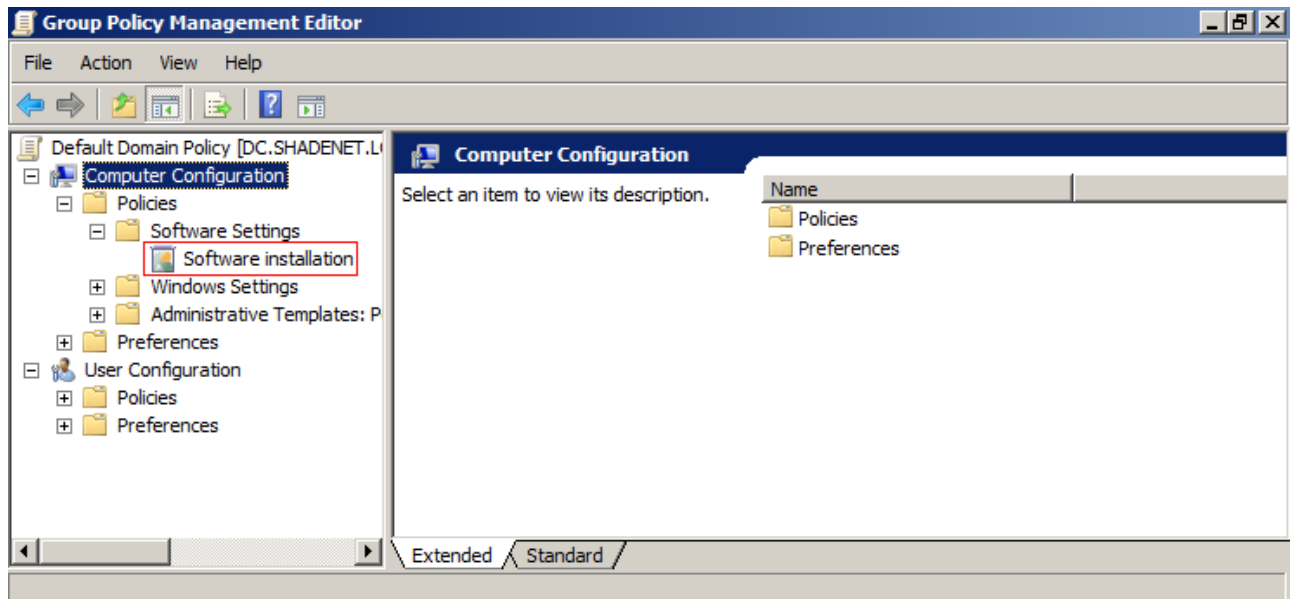 Group Policy Management Editor
File Action View Help
Default Domain Policy [DC.SHADENET.L
Computer Configuration
Policies
Software Settings
Software installation
Windows Settings
Administrative Templates: P
Preferences
User Configuration
Policies
Preferences
Computer Configuration
Select an item to view its description.
Name
Policies
Preferences
Extended Standard